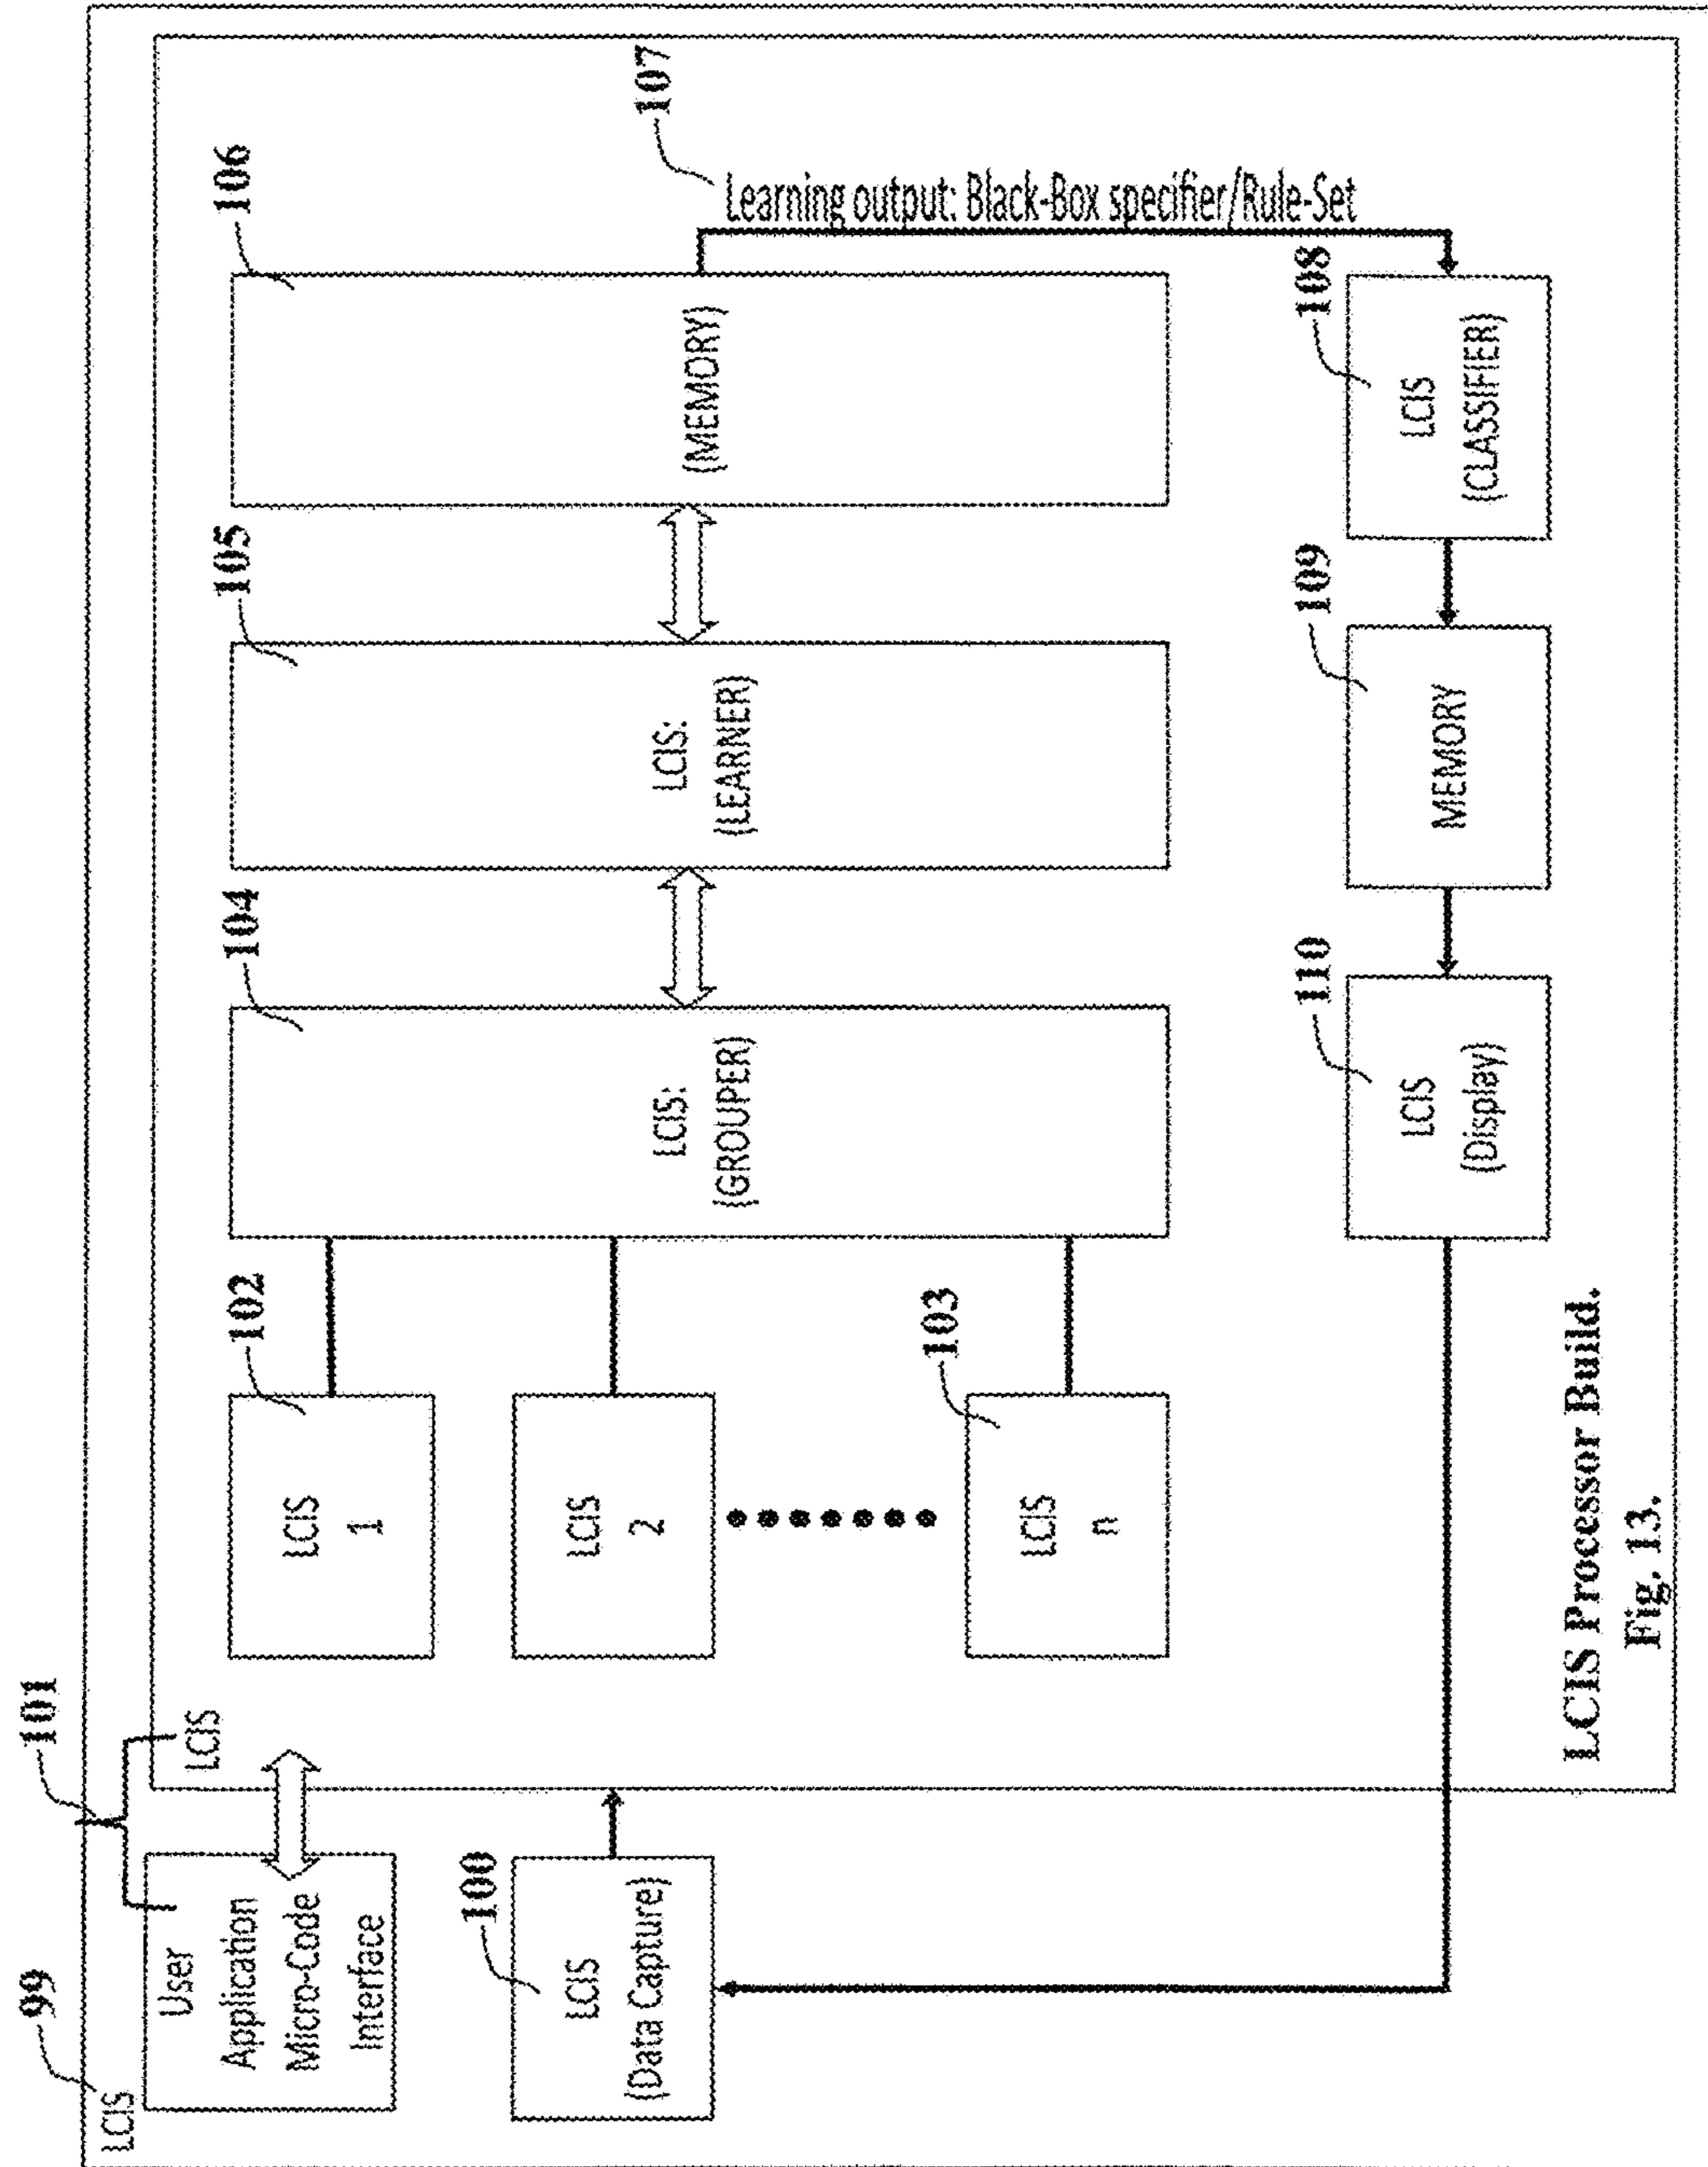 LCIS
99
101
User
Application
Micro-Code
Interface
LCIS
100
LCIS
(Data Capture)
102
LCIS
1
LCIS
2
103
LCIS
n
104
LCIS:
(GROUPER)
105
LCIS:
(LEARNER)
106
(MEMORY)
107
Learning output: Black-Box specifier/Rule-Set
108
LCIS
(CLASSIFIER)
109
MEMORY
110
LCIS
(Display)
LCIS Processor Build.
Fig. 13.